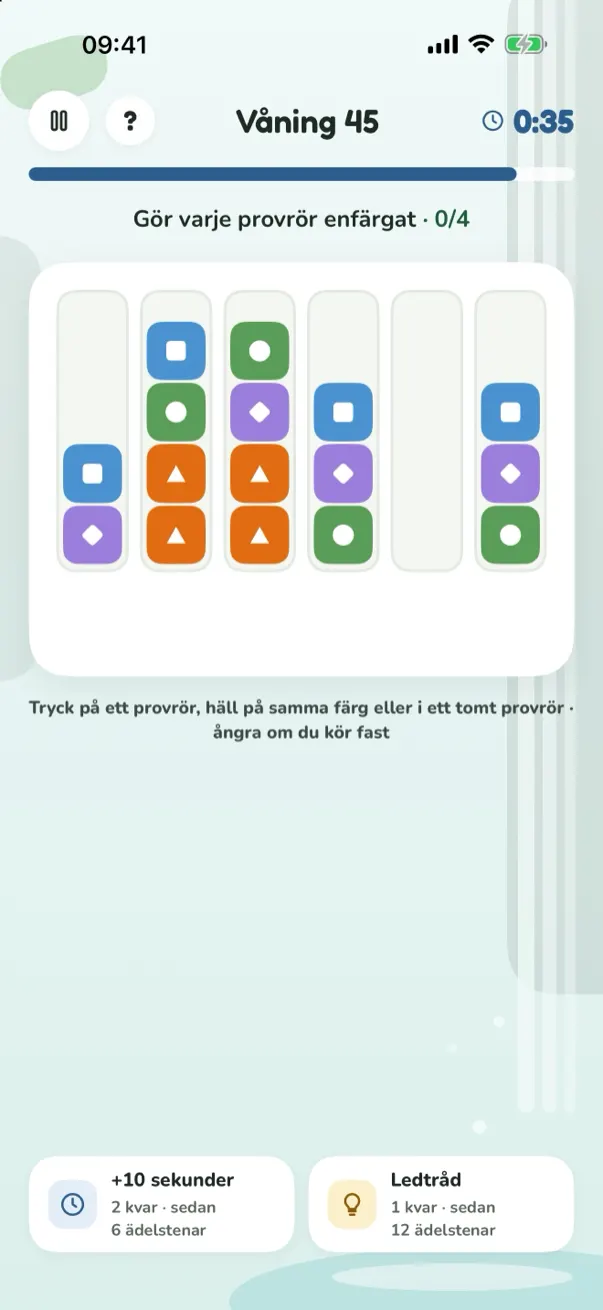 09:41
?
Våning 45
0:35
Gör varje provrör enfärgat · 0/4
Tryck på ett provrör, häll på samma färg eller i ett tomt provrör ·
ångra om du kör fast
+10 sekunder
2 kvar · sedan
6 ädelstenar
Ledtråd
1 kvar · sedan
12 ädelstenar